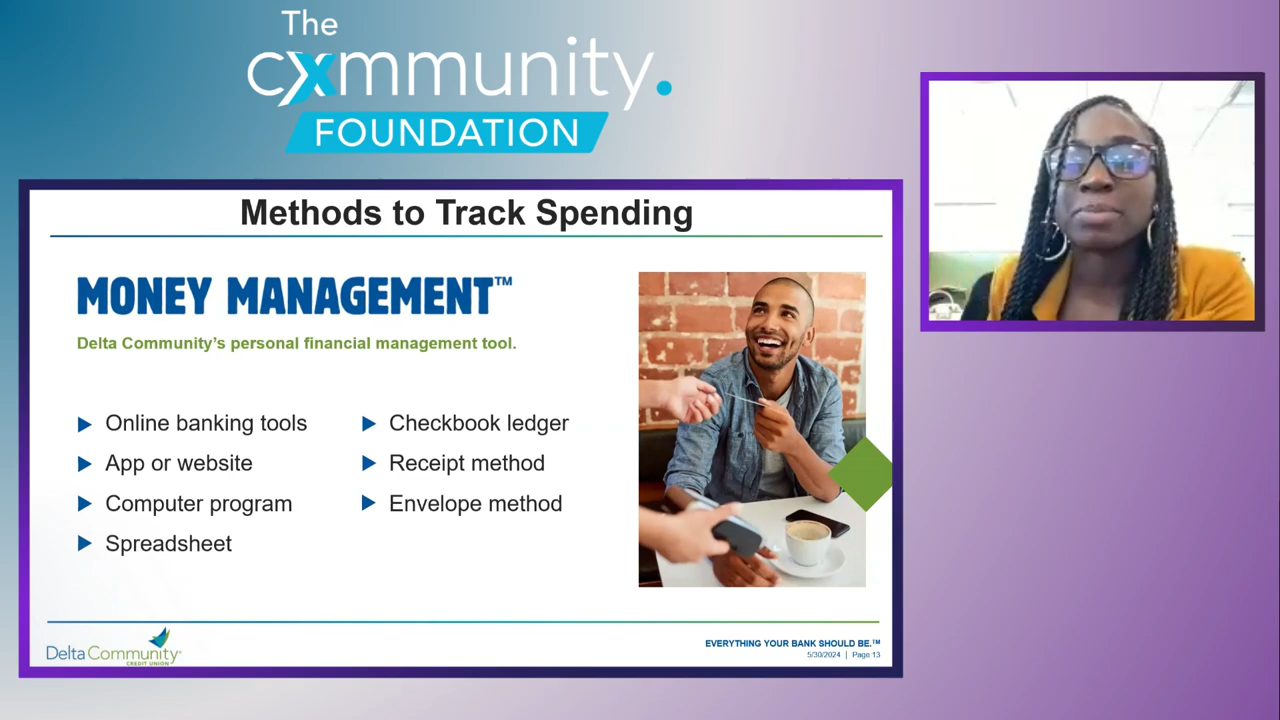 The
cxmmunity.
FOUNDATION
Methods to Track Spending
MONEY MANAGEMENT™
Delta Community's personal financial management tool.
Online banking tools
App or website
Computer program
Spreadsheet
Checkbook ledger
Receipt method
Envelope method
DeltaCommunity
CREDIT UNION
EVERYTHING YOUR BANK SHOULD BE.™
5/30/2024 | Page 13